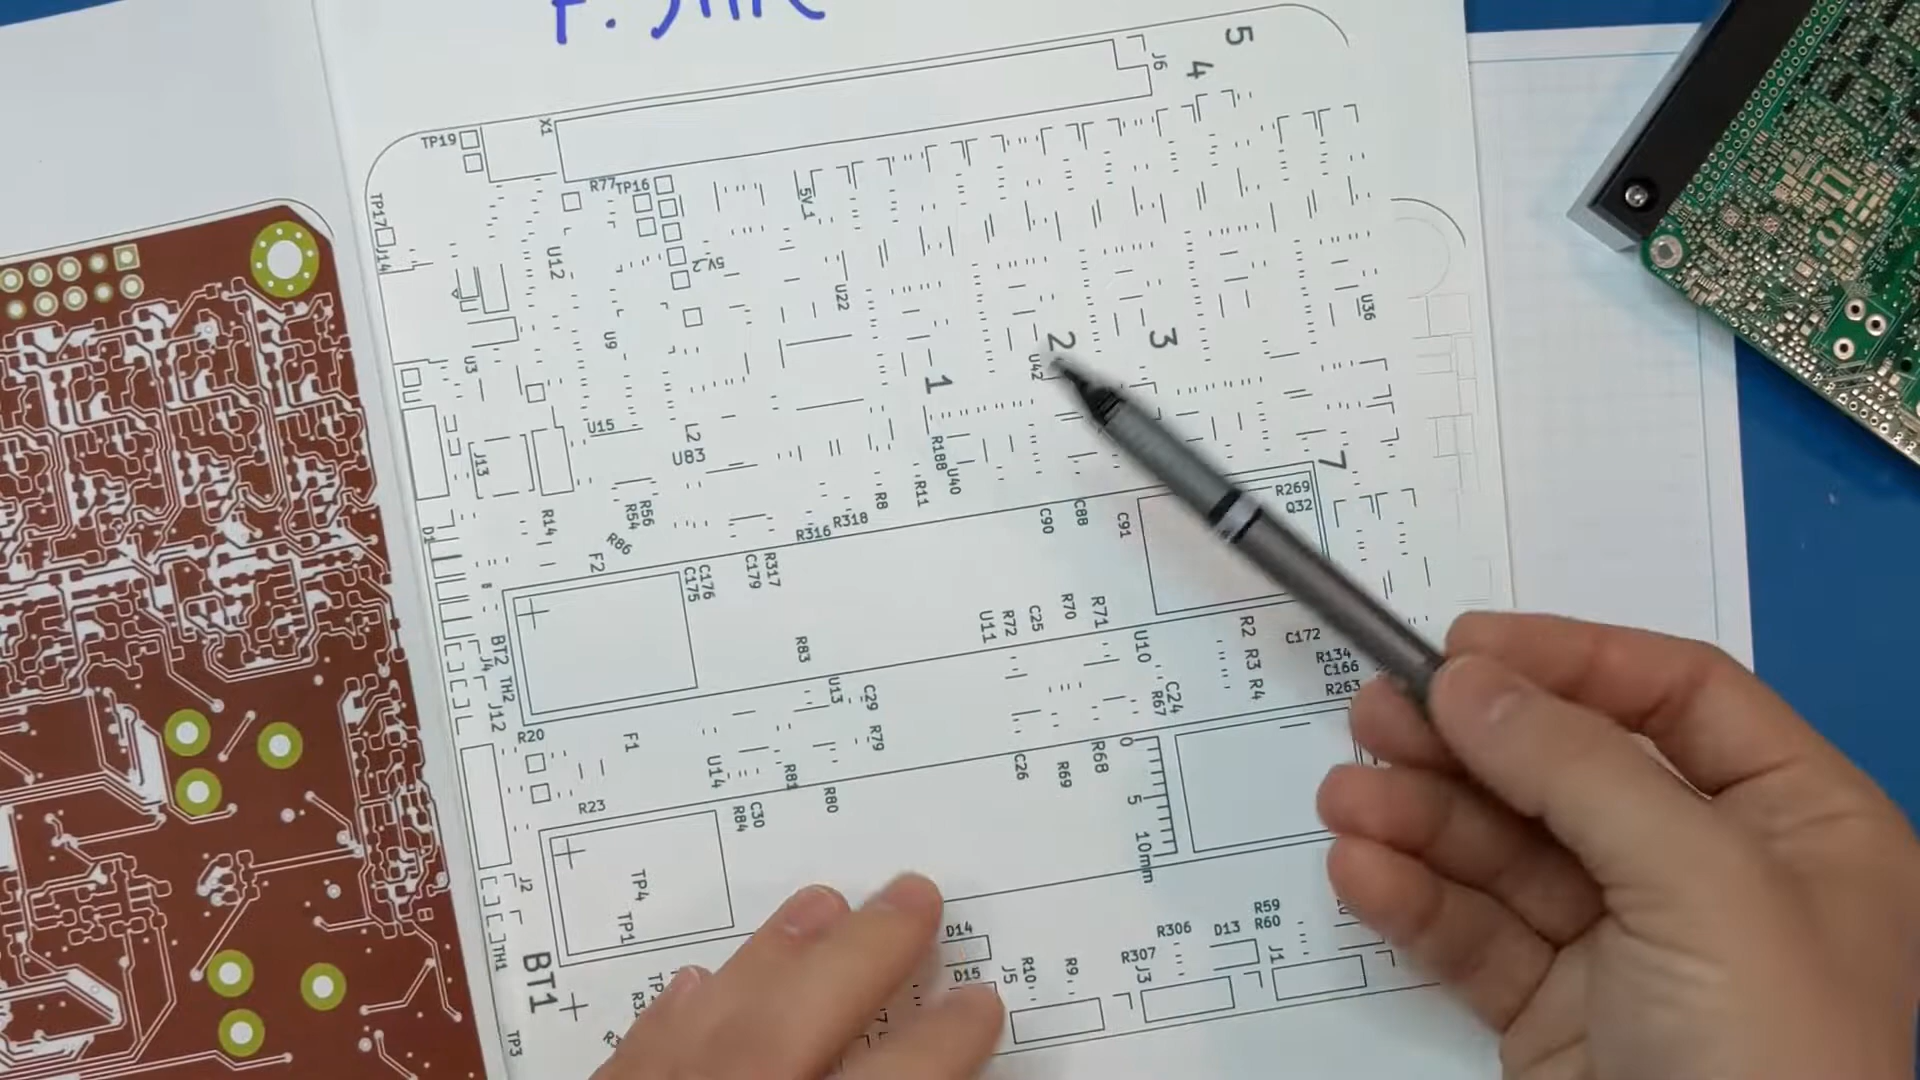 F. Silk
5
4
J6
X1
TP19
R77
TP16
TP17
J14
5V_1
5V_2
U12
U22
U9
U36
U3
2
3
1
U42
U15
L2
U83
J13
R188
U40
R11
R8
7
R14
R56
R54
R86
R318
R316
F2
D1
C90
C88
C91
R269
Q32
C176
C175
C179
R317
BT2
TH2
J4
J12
R83
U11
R72
C25
R70
R71
U10
R2
R3
R4
C172
R134
C166
R263
U13
C29
R79
C24
R67
R20
F1
U14
R81
R80
R23
C30
R84
C26
R69
R68
0
5
10mm
J2
TH1
TP4
TP1
BT1
TP3
D14
D15
J5
R10
R9
R306
R307
J3
D13
R59
R60
J1